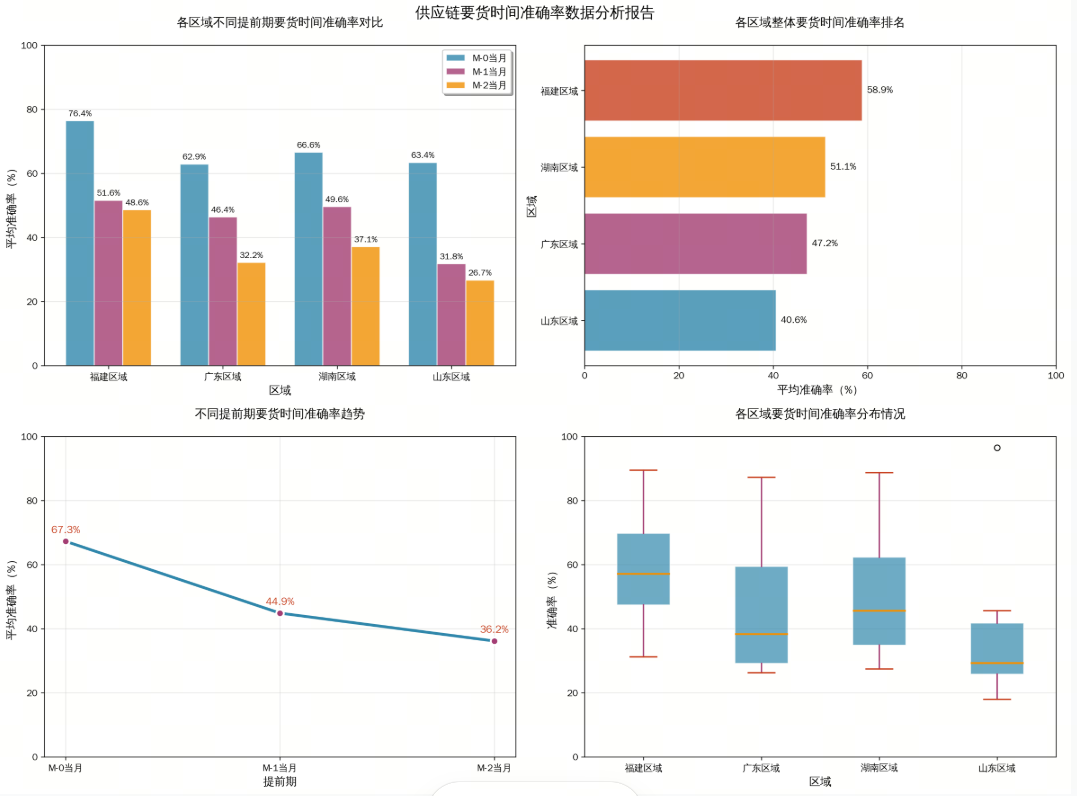 供应链要货时间准确率数据分析报告
各区域不同提前期要货时间准确率对比
平均准确率（%）
100
80
60
40
20
0
M-0当月
M-1当月
M-2当月
76.4%
51.6%
48.6%
62.9%
46.4%
32.2%
66.6%
49.6%
37.1%
63.4%
31.8%
26.7%
福建区域
广东区域
湖南区域
山东区域
区域
各区域整体要货时间准确率排名
区域
福建区域
58.9%
湖南区域
51.1%
广东区域
47.2%
山东区域
40.6%
0
20
40
60
80
100
平均准确率（%）
不同提前期要货时间准确率趋势
平均准确率（%）
100
80
60
40
20
0
67.3%
44.9%
36.2%
M-0当月
M-1当月
M-2当月
提前期
各区域要货时间准确率分布情况
准确率（%）
100
80
60
40
20
0
福建区域
广东区域
湖南区域
山东区域
区域